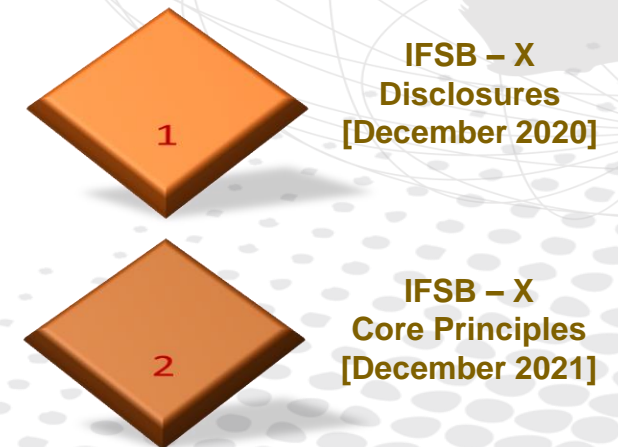 1
IFSB – X
Disclosures
[December 2020]
2
IFSB – X
Core Principles
[December 2021]